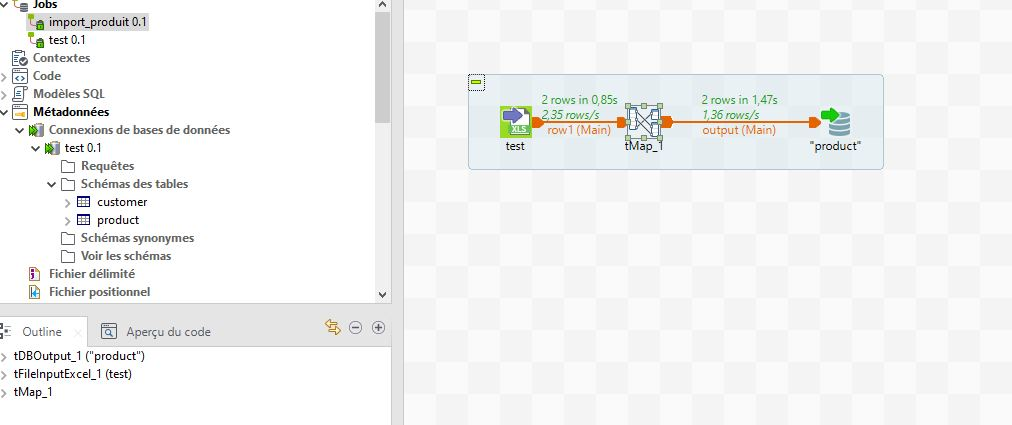 Jobs
import_produit 0.1
test 0.1
Contextes
Code
Modèles SQL
Métadonnées
Connexions de bases de données
test 0.1
Requêtes
Schémas des tables
customer
product
Schémas synonymes
Voir les schémas
Fichier délimité
Fichier positionnel
Outline
Aperçu du code
tDBOutput_1 ("product")
tFileInputExcel_1 (test)
tMap_1
2 rows in 0,85s
2,35 rows/s
row1 (Main)
2 rows in 1,47s
1,36 rows/s
output (Main)
XLS
test
tMap_1
"product"